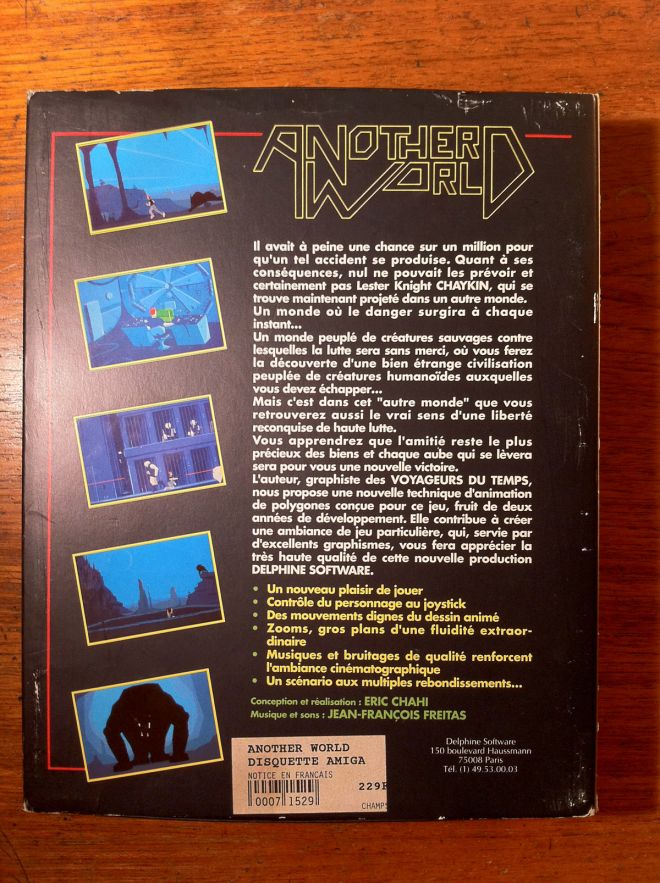 ANOTHER
WORLD
Il avait à peine une chance sur un million pour
qu'un tel accident se produise. Quant à ses
conséquences, nul ne pouvait les prévoir et
certainement pas Lester Knight CHAYKIN, qui se
trouve maintenant projeté dans un autre monde.
Un monde où le danger surgira à chaque
instant...
Un monde peuplé de créatures sauvages contre
lesquelles la lutte sera sans merci, où vous ferez
la découverte d'une bien étrange civilisation
peuplée de créatures humanoïdes auxquelles
vous devez échapper...
Mais c'est dans cet "autre monde" que vous
retrouverez aussi le vrai sens d'une liberté
reconquise de haute lutte.
Vous apprendrez que l'amitié reste le plus
précieux des biens et chaque aube qui se lèvera
sera pour vous une nouvelle victoire.
L'auteur, graphiste des VOYAGEURS DU TEMPS,
nous propose une nouvelle technique d'animation
de polygones conçue pour ce jeu, fruit de deux
années de développement. Elle contribue à créer
une ambiance de jeu particulière, qui, servie par
d'excellents graphismes, vous fera apprécier la
très haute qualité de cette nouvelle production
DELPHINE SOFTWARE.
• Un nouveau plaisir de jouer
• Contrôle du personnage au joystick
• Des mouvements dignes du dessin animé
• Zooms, gros plans d'une fluidité extraor-
dinaire
• Musiques et bruitages de qualité renforcent
l'ambiance cinématographique
• Un scénario aux multiples rebondissements...
Conception et réalisation : ERIC CHAHI
Musique et sons : JEAN-FRANÇOIS FREITAS
ANOTHER WORLD
DISQUETTE AMIGA
NOTICE EN FRANCAIS
0007 1529
229F
CHAMPS
Delphine Software
150 boulevard Haussmann
75008 Paris
Tél. (1) 49.53.00.03